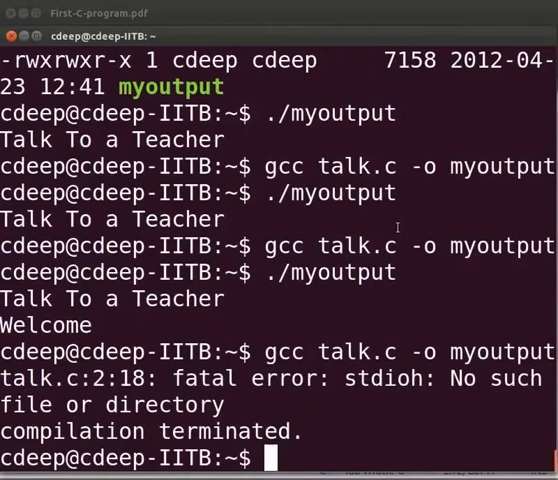 First-C-program.pdf
cdeep@cdeep-IITB: ~
-rwxrwxr-x 1 cdeep cdeep 7158 2012-04-
23 12:41 myoutput
cdeep@cdeep-IITB:~$ ./myoutput
Talk To a Teacher
cdeep@cdeep-IITB:~$ gcc talk.c -o myoutput
cdeep@cdeep-IITB:~$ ./myoutput
Talk To a Teacher
cdeep@cdeep-IITB:~$ gcc talk.c -o myoutput
cdeep@cdeep-IITB:~$ ./myoutput
Talk To a Teacher
Welcome
cdeep@cdeep-IITB:~$ gcc talk.c -o myoutput
talk.c:2:18: fatal error: stdioh: No such
file or directory
compilation terminated.
cdeep@cdeep-IITB:~$